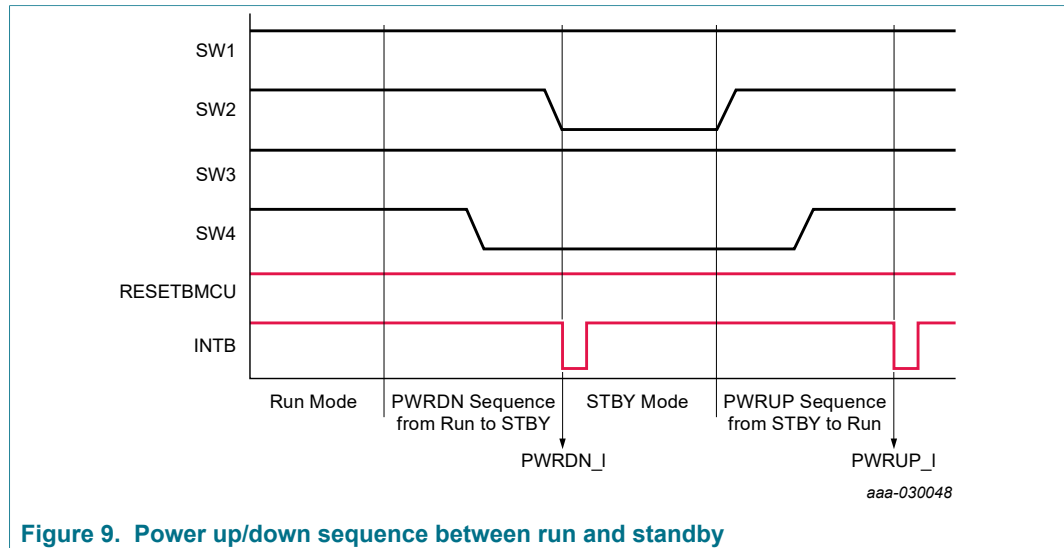 SW1
SW2
SW3
SW4
RESETBMCU
INTB
Run Mode
PWRDN Sequence
from Run to STBY
STBY Mode
PWRUP Sequence
from STBY to Run
PWRDN_I
PWRUP_I
aaa-030048
Figure 9. Power up/down sequence between run and standby